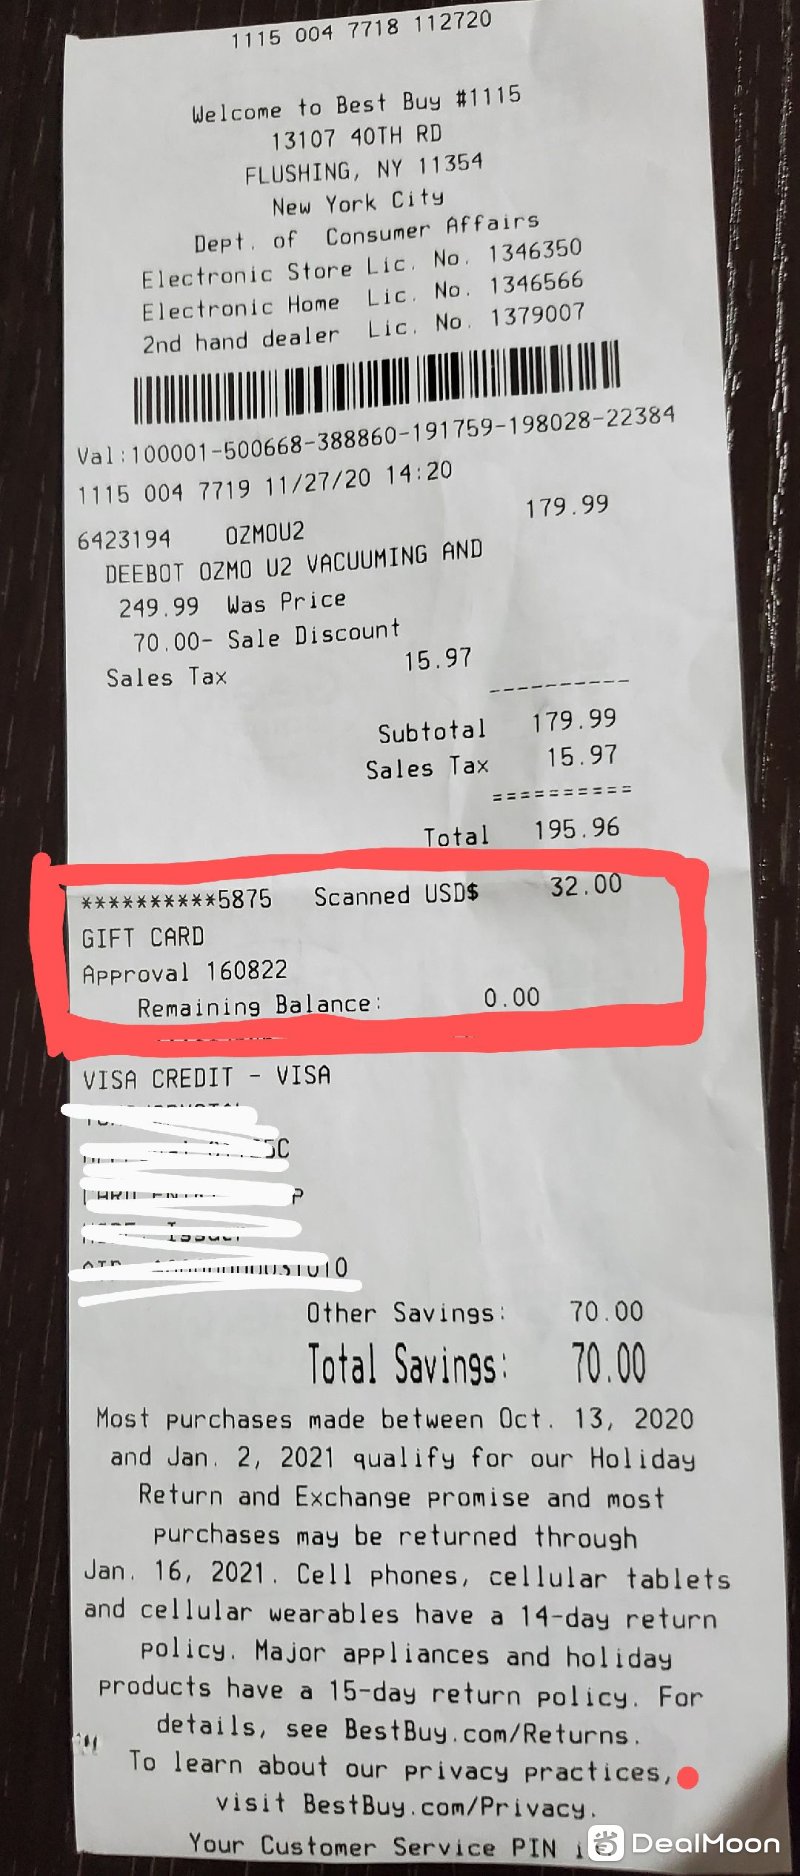 1115 004 7718 112720
Welcome to Best Buy #1115
13107 40TH RD
FLUSHING, NY 11354
New York City
Dept. of Consumer Affairs
Electronic Store Lic. No. 1346350
Electronic Home Lic. No. 1346566
2nd hand dealer Lic. No. 1379007
Val:100001-500668-388860-191759-198028-22384
1115 004 7719 11/27/20 14:20
6423194 OZMOU2 179.99
DEEBOT OZMO U2 VACUUMING AND
249.99 Was Price
70.00- Sale Discount
Sales Tax 15.97
Subtotal 179.99
Sales Tax 15.97
==========
Total 195.96
**********5875 Scanned USD$ 32.00
GIFT CARD
Approval 160822
Remaining Balance: 0.00
VISA CREDIT - VISA
Other Savings: 70.00
Total Savings: 70.00
Most purchases made between Oct. 13, 2020
and Jan. 2, 2021 qualify for our Holiday
Return and Exchange promise and most
purchases may be returned through
Jan. 16, 2021. Cell phones, cellular tablets
and cellular wearables have a 14-day return
policy. Major appliances and holiday
products have a 15-day return policy. For
details, see BestBuy.com/Returns.
To learn about our privacy practices,
visit BestBuy.com/Privacy.
Your Customer Service PIN
省 DealMoon